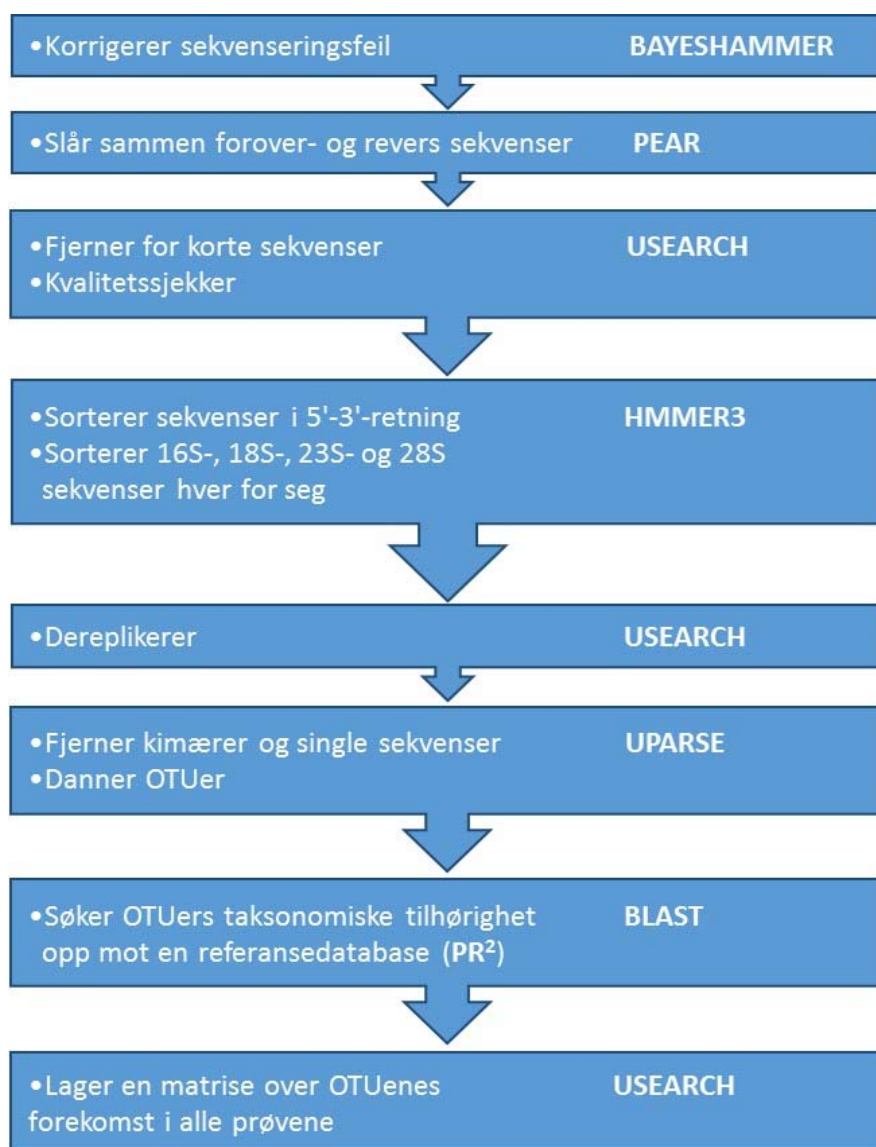 •Korrigerer sekvenseringsfeil BAYESHAMMER
•Slår sammen forover- og revers sekvenser PEAR
•Fjerner for korte sekvenser USEARCH
•Kvalitetssjekker
•Sorterer sekvenser i 5'-3'-retning HMMER3
•Sorterer 16S-, 18S-, 23S- og 28S
sekvenser hver for seg
•Dereplikerer USEARCH
•Fjerner kimærer og single sekvenser UPARSE
•Danner OTUer
•Søker OTUers taksonomiske tilhørighet BLAST
opp mot en referansedatabase (PR²)
•Lager en matrise over OTUenes USEARCH
forekomst i alle prøvene